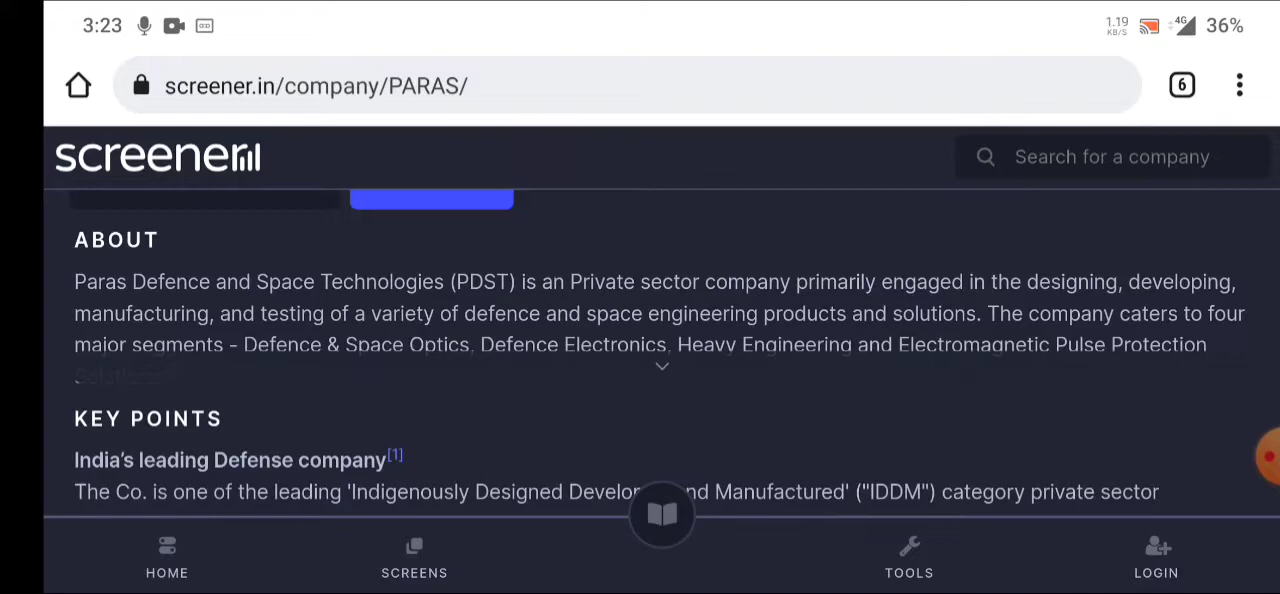 3:23
1.19 KB/S 4G 36%
screener.in/company/PARAS/
6
screener
Search for a company
ABOUT
Paras Defence and Space Technologies (PDST) is an Private sector company primarily engaged in the designing, developing,
manufacturing, and testing of a variety of defence and space engineering products and solutions. The company caters to four
major segments - Defence & Space Optics, Defence Electronics, Heavy Engineering and Electromagnetic Pulse Protection
KEY POINTS
India's leading Defense company[1]
The Co. is one of the leading 'Indigenously Designed Develop nd Manufactured' ("IDDM") category private sector
HOME
SCREENS
TOOLS
LOGIN